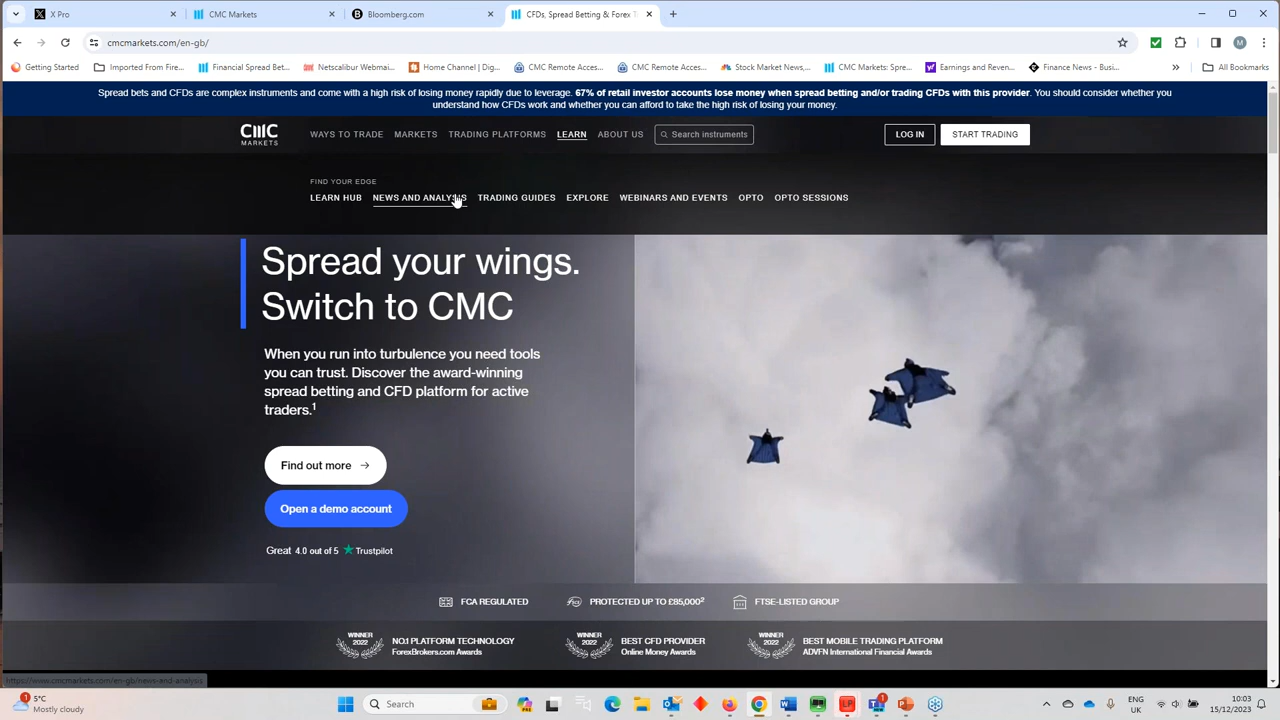 X Pro
CMC Markets
Bloomberg.com
CFDs, Spread Betting & Forex T
cmcmarkets.com/en-gb/
M
Getting Started
Imported From Fire...
Financial Spread Bet...
Netscalibur Webmai...
Home Channel | Dig...
CMC Remote Acces...
CMC Remote Acces...
Stock Market News,...
CMC Markets: Spre...
Earnings and Reven...
Finance News - Busi...
»
All Bookmarks
Spread bets and CFDs are complex instruments and come with a high risk of losing money rapidly due to leverage. 67% of retail investor accounts lose money when spread betting and/or trading CFDs with this provider. You should consider whether you
understand how CFDs work and whether you can afford to take the high risk of losing your money.
CMC
MARKETS
WAYS TO TRADE
MARKETS
TRADING PLATFORMS
LEARN
ABOUT US
Search instruments
LOG IN
START TRADING
FIND YOUR EDGE
LEARN HUB
NEWS AND ANALYSIS
TRADING GUIDES
EXPLORE
WEBINARS AND EVENTS
OPTO
OPTO SESSIONS
Spread your wings.
Switch to CMC
When you run into turbulence you need tools
you can trust. Discover the award-winning
spread betting and CFD platform for active
traders.1
Find out more →
Open a demo account
Great 4.0 out of 5 ★ Trustpilot
FCA REGULATED
PROTECTED UP TO £85,000²
FTSE-LISTED GROUP
WINNER
2022
NO.1 PLATFORM TECHNOLOGY
ForexBrokers.com Awards
WINNER
2022
BEST CFD PROVIDER
Online Money Awards
WINNER
2022
BEST MOBILE TRADING PLATFORM
ADVFN International Financial Awards
https://www.cmcmarkets.com/en-gb/news-and-analysis
1
5°C
Mostly cloudy
Search
LP
ENG
UK
10:03
15/12/2023